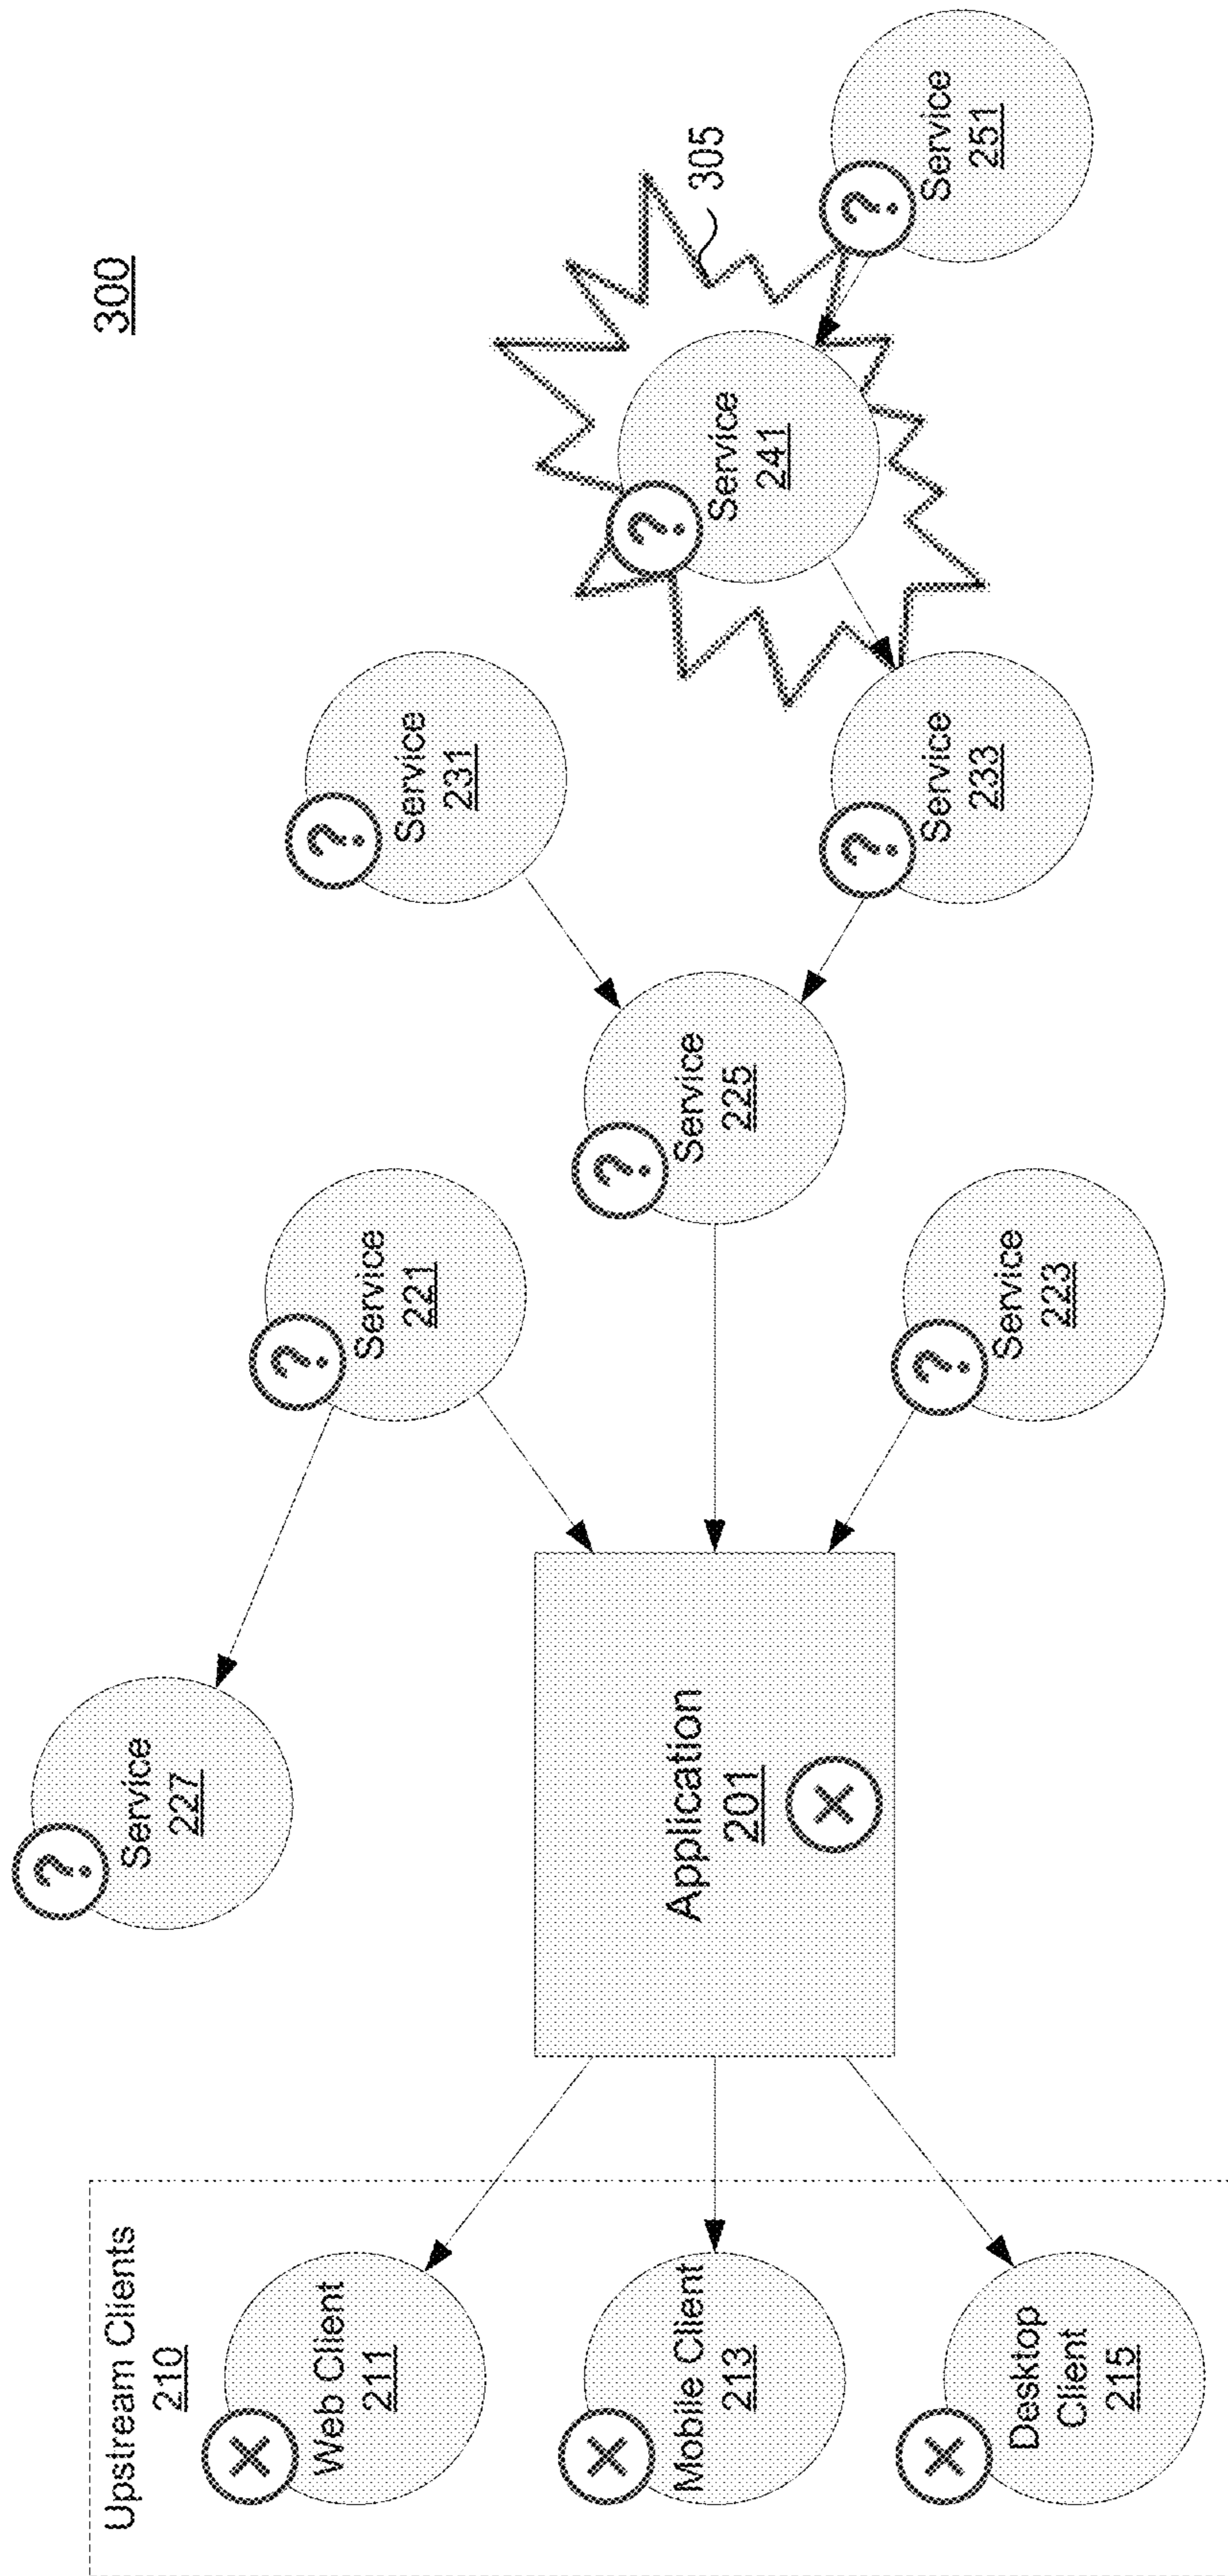 300
Upstream Clients
210
Web Client
211
Mobile Client
213
Desktop
Client
215
Application
201
Service
227
?
Service
221
?
Service
223
?
Service
225
?
Service
231
?
Service
233
?
Service
241
?
305
Service
251
?